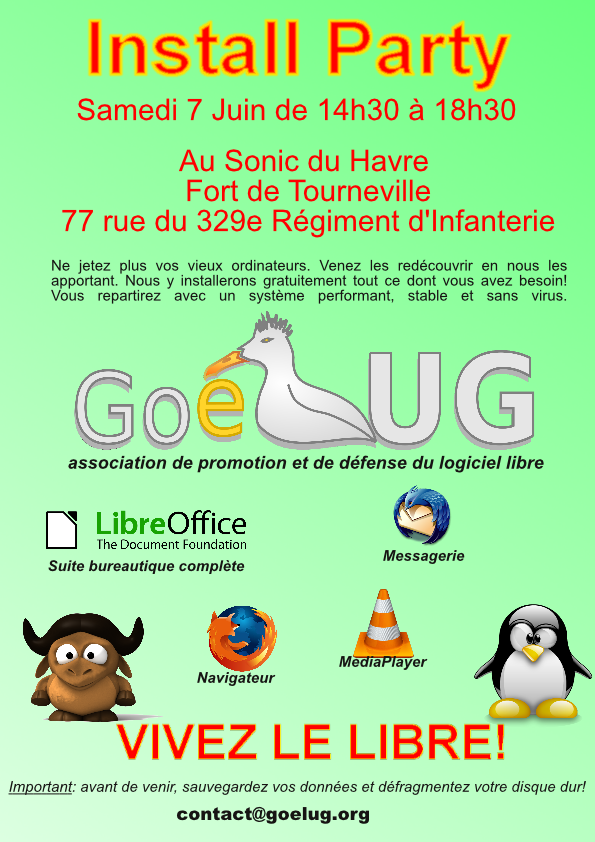 Install Party
Samedi 7 Juin de 14h30 à 18h30
Au Sonic du Havre
Fort de Tourneville
77 rue du 329e Régiment d'Infanterie
Ne jetez plus vos vieux ordinateurs. Venez les redécouvrir en nous les
apportant. Nous y installerons gratuitement tout ce dont vous avez besoin!
Vous repartirez avec un système performant, stable et sans virus.
GoeLUG
association de promotion et de défense du logiciel libre
LibreOffice
The Document Foundation
Suite bureautique complète
Messagerie
Navigateur
MediaPlayer
VIVEZ LE LIBRE!
Important: avant de venir, sauvegardez vos données et défragmentez votre disque dur!
contact@goelug.org